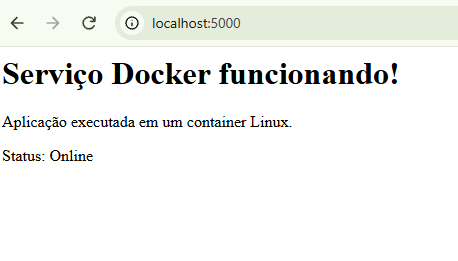 localhost:5000
Serviço Docker funcionando!
Aplicação executada em um container Linux.
Status: Online